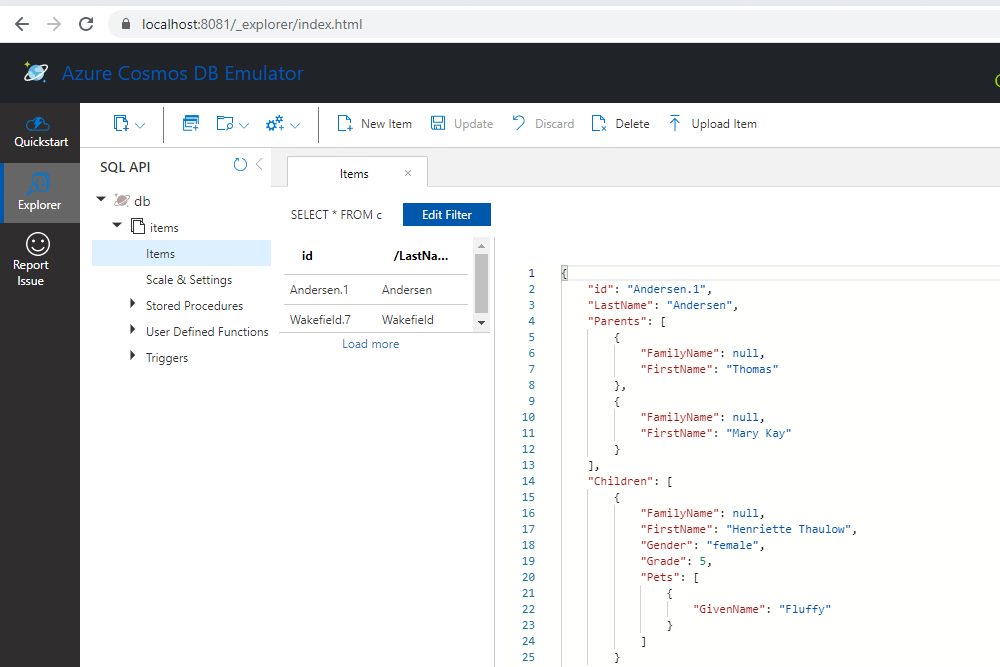 localhost:8081/_explorer/index.html
Azure Cosmos DB Emulator
Quickstart
Explorer
Report
Issue
New Item Update Discard Delete Upload Item
SQL API
db
items
Items
Scale & Settings
Stored Procedures
User Defined Functions
Triggers
Items ×
SELECT * FROM c Edit Filter
id /LastNa...
Andersen.1 Andersen
Wakefield.7 Wakefield
Load more
1 {
2 "id": "Andersen.1",
3 "LastName": "Andersen",
4 "Parents": [
5 {
6 "FamilyName": null,
7 "FirstName": "Thomas"
8 },
9 {
10 "FamilyName": null,
11 "FirstName": "Mary Kay"
12 }
13 ],
14 "Children": [
15 {
16 "FamilyName": null,
17 "FirstName": "Henriette Thaulow",
18 "Gender": "female",
19 "Grade": 5,
20 "Pets": [
21 {
22 "GivenName": "Fluffy"
23 }
24 ]
25 }